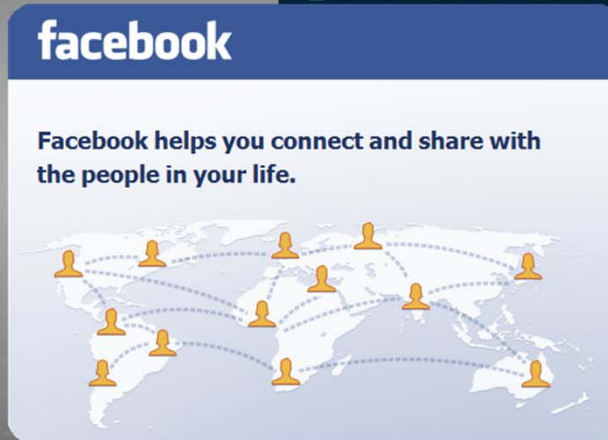 facebook
Facebook helps you connect and share with
the people in your life.